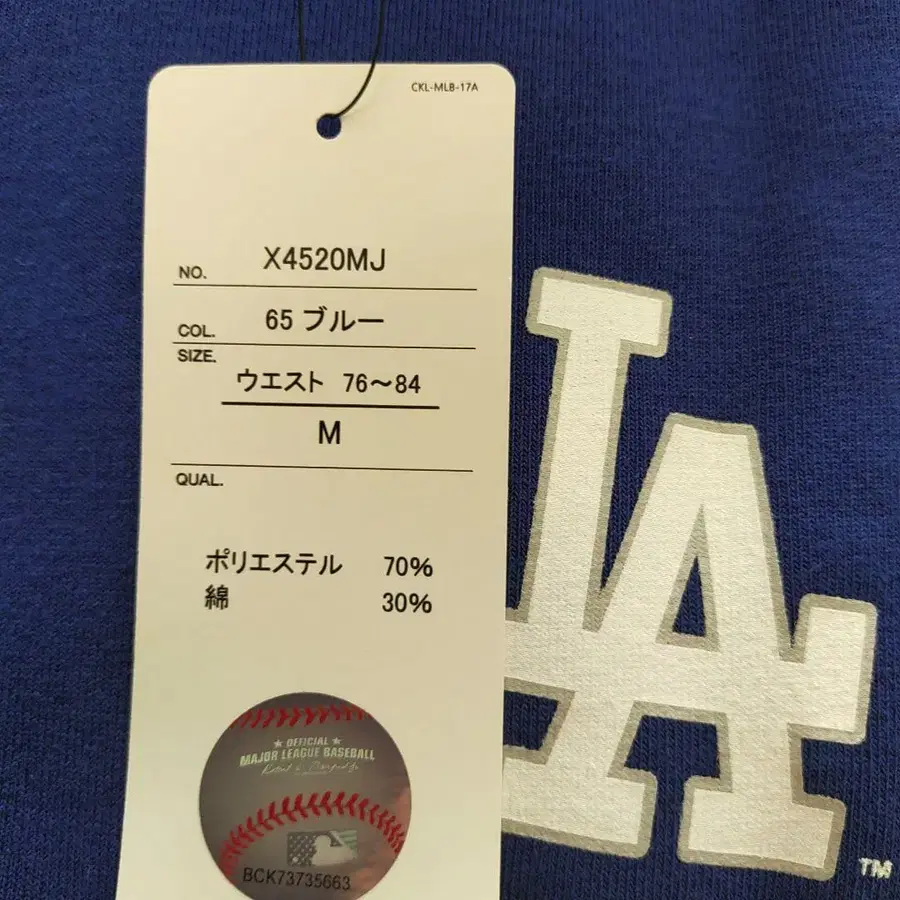 CKL-MLB-17A
NO. X4520MJ
COL. 65 ブルー
SIZE.
ウエスト 76～84
M
QUAL.
ポリエステル 70%
綿 30%
★ OFFICIAL ★
MAJOR LEAGUE BASEBALL
BCK73735663
LA
TM